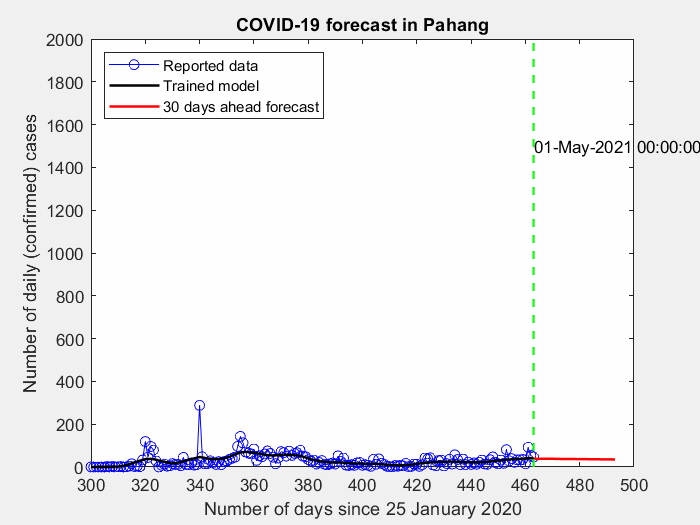 COVID-19 forecast in Pahang
Number of daily (confirmed) cases
2000
1800
1600
1400
1200
1000
800
600
400
200
0
Reported data
Trained model
30 days ahead forecast
01-May-2021 00:00:00
300 320 340 360 380 400 420 440 460 480 500
Number of days since 25 January 2020